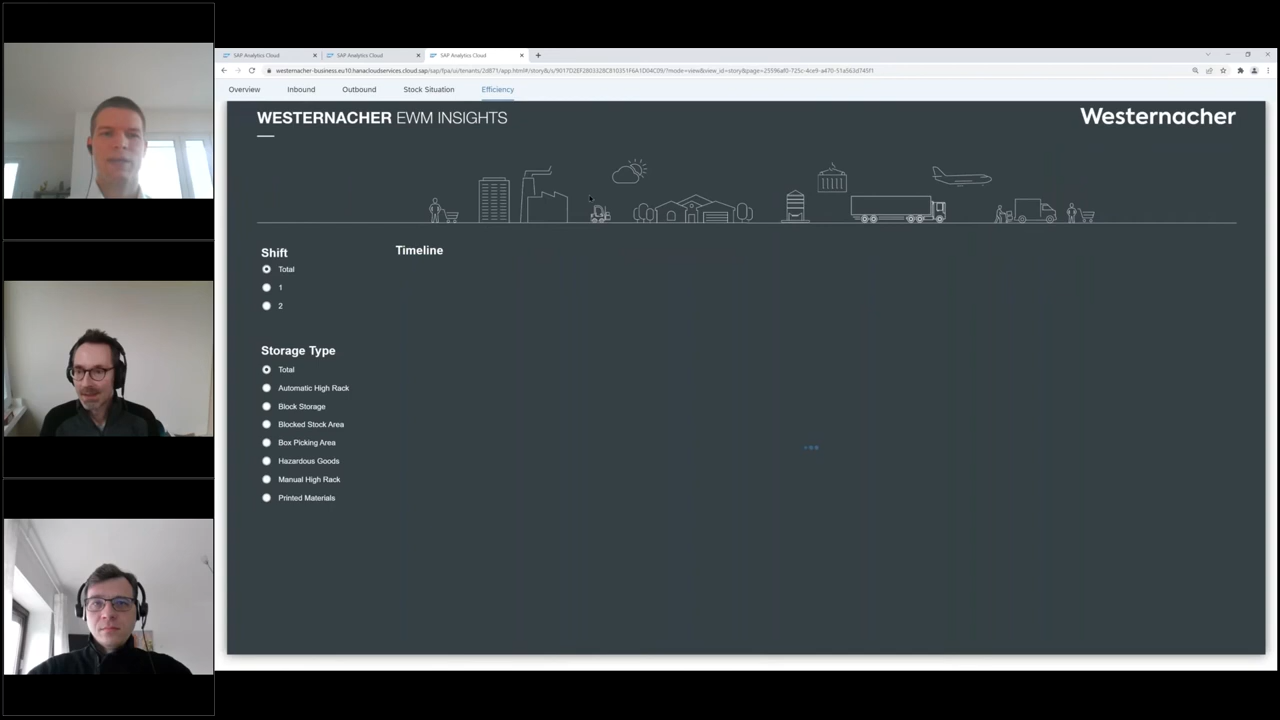 SAP Analytics Cloud
SAP Analytics Cloud
SAP Analytics Cloud
Overview
Inbound
Outbound
Stock Situation
Efficiency
WESTERNACHER EWM INSIGHTS
Westernacher
Shift
Total
1
2
Timeline
Storage Type
Total
Automatic High Rack
Block Storage
Blocked Stock Area
Box Picking Area
Hazardous Goods
Manual High Rack
Printed Materials